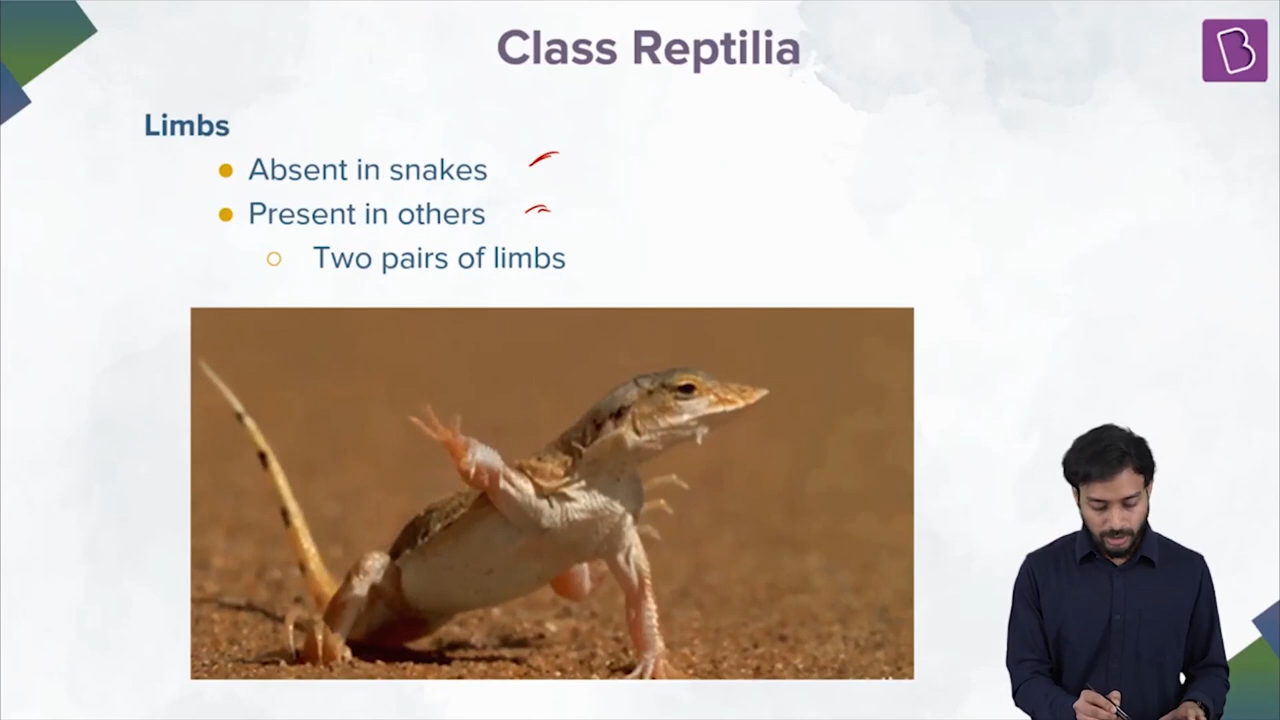 Class Reptilia
B
Limbs
Absent in snakes
Present in others
Two pairs of limbs